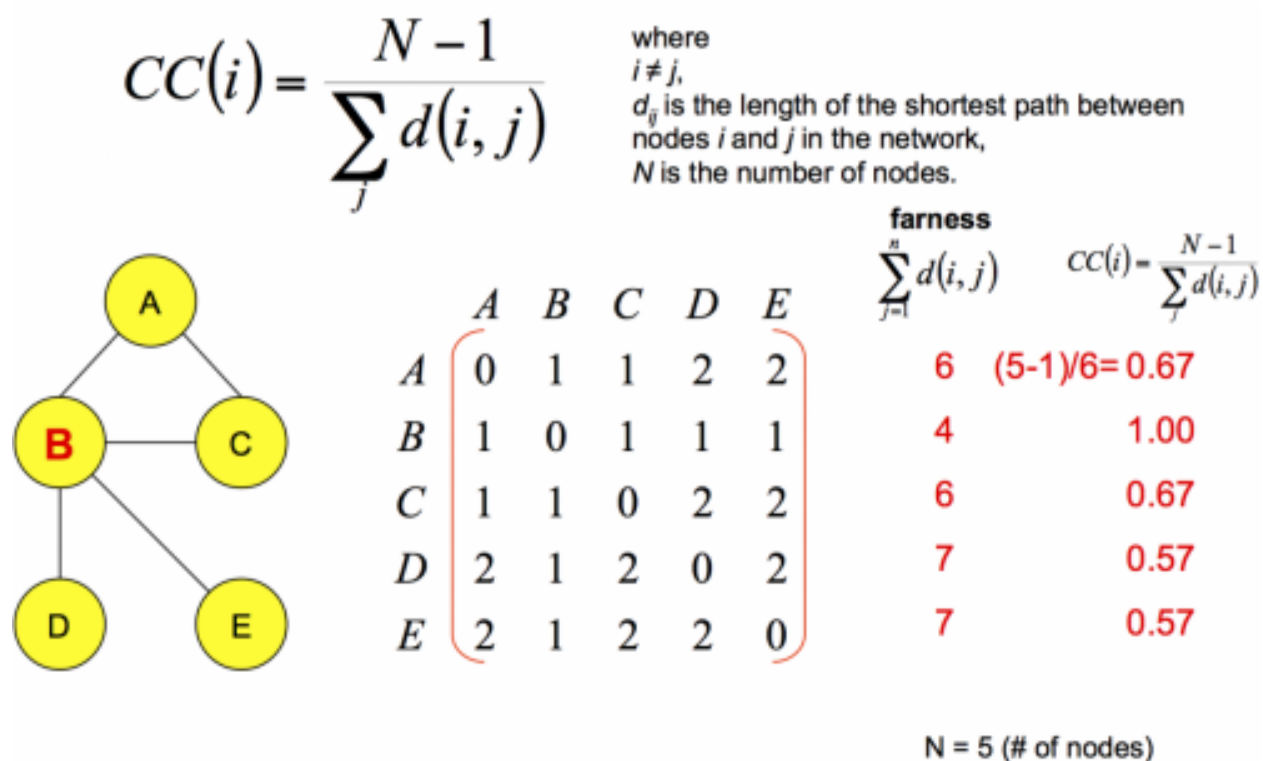 CC(i) = N − 1 / ∑ j d(i, j)
where
i ≠ j,
dij is the length of the shortest path between
nodes i and j in the network,
N is the number of nodes.
farness
n ∑ j=1 d(i, j) CC(i) = N − 1 / ∑ j d(i, j)
A
B
C
D
E
A B C D E
A 0 1 1 2 2 6 (5-1)/6= 0.67
B 1 0 1 1 1 4 1.00
C 1 1 0 2 2 6 0.67
D 2 1 2 0 2 7 0.57
E 2 1 2 2 0 7 0.57
N = 5 (# of nodes)